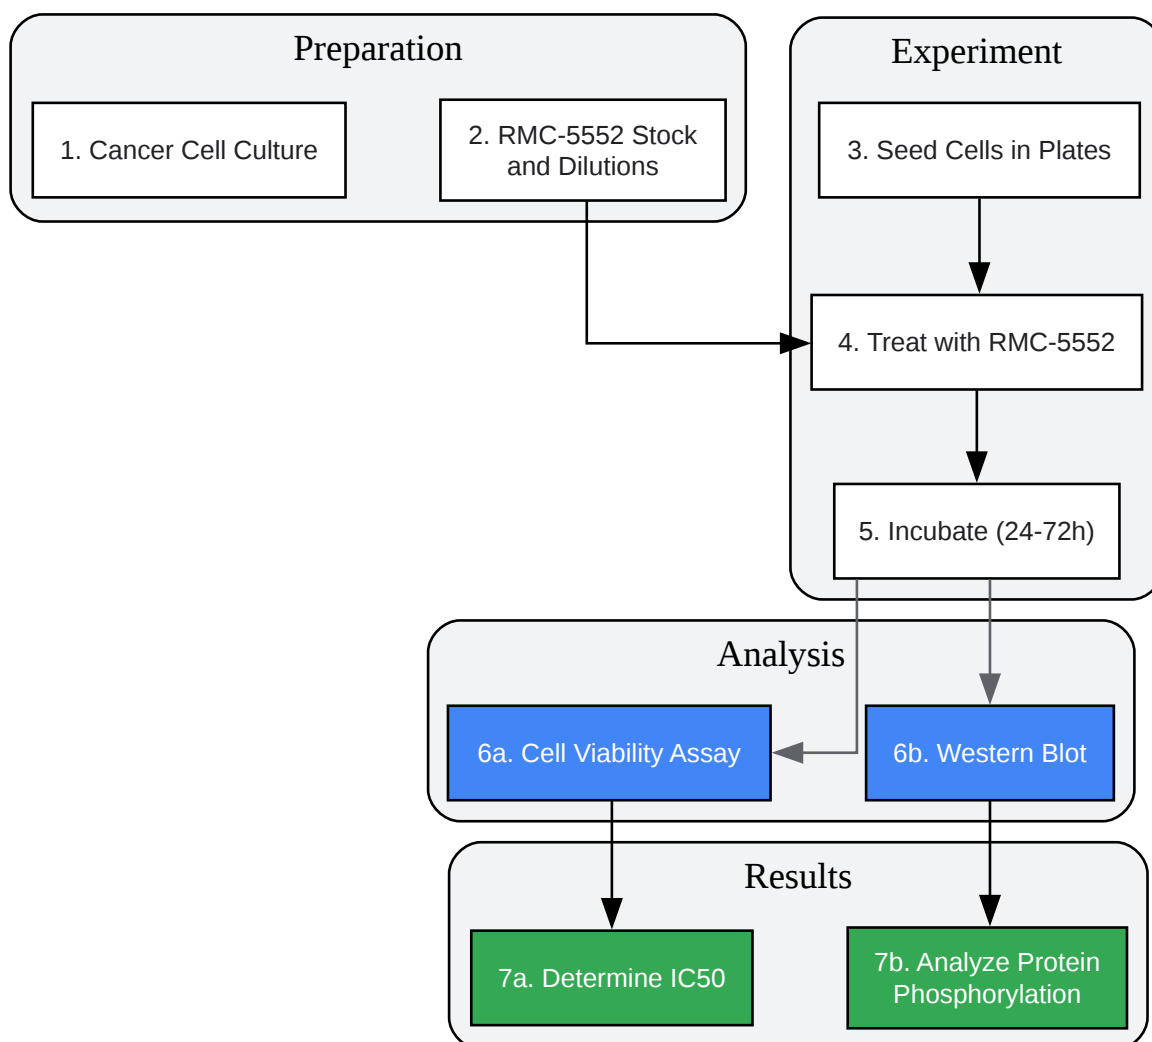 Preparation
1. Cancer Cell Culture
2. RMC-5552 Stock
and Dilutions
Experiment
3. Seed Cells in Plates
4. Treat with RMC-5552
5. Incubate (24-72h)
Analysis
6a. Cell Viability Assay
6b. Western Blot
Results
7a. Determine IC50
7b. Analyze Protein
Phosphorylation